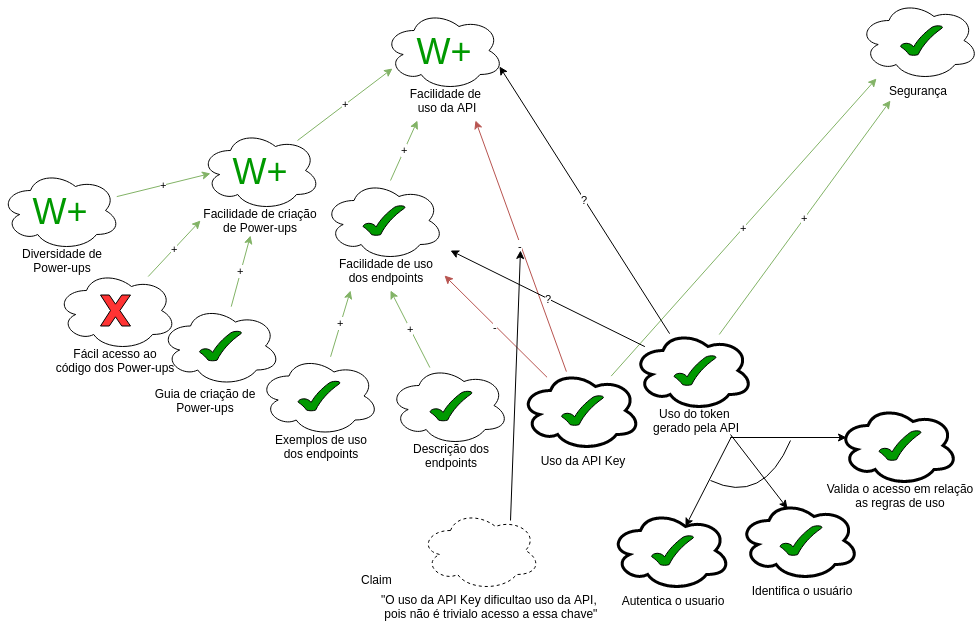 W+
Facilidade de
uso da API
Segurança
+
W+
Facilidade de criação
de Power-ups
+
W+
Diversidade de
Power-ups
+
?
Facilidade de uso
dos endpoints
+
+
+
+
-
?
+
+
-
Fácil acesso ao
código dos Power-ups
X
Guia de criação de
Power-ups
Exemplos de uso
dos endpoints
Descrição dos
endpoints
Uso da API Key
Uso do token
gerado pela API
Valida o acesso em relação
as regras de uso
Autentica o usuario
Identifica o usuário
Claim
"O uso da API Key dificultao uso da API,
pois não é trivialo acesso a essa chave"